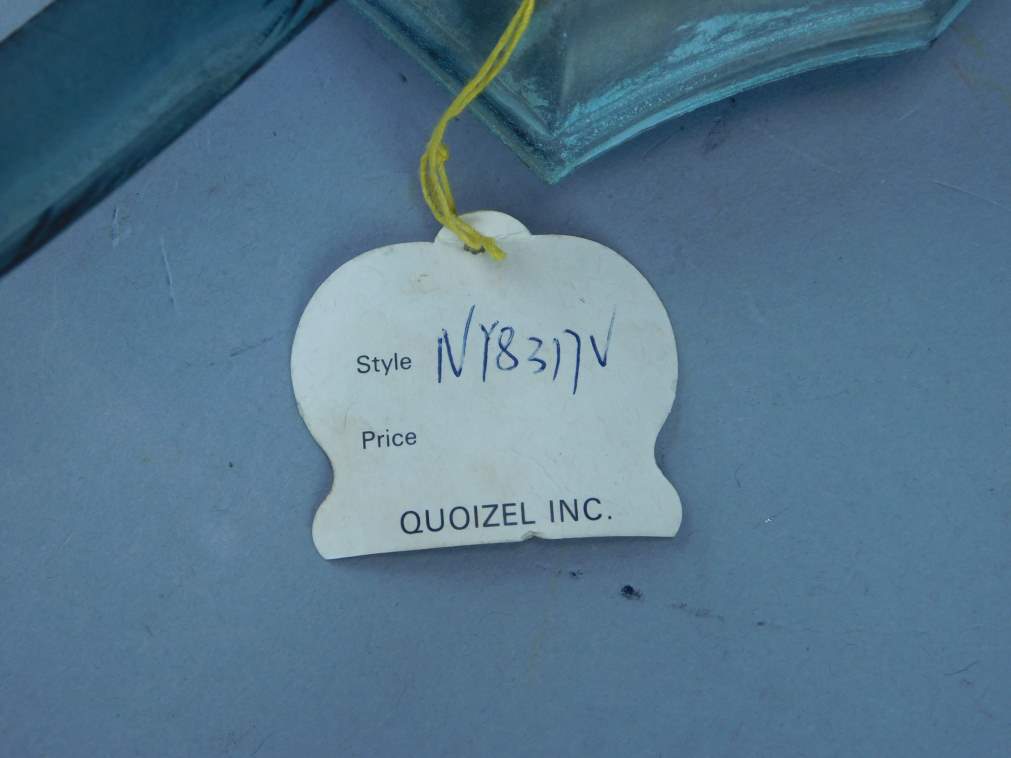 Style NY8317V
Price
QUOIZEL INC.